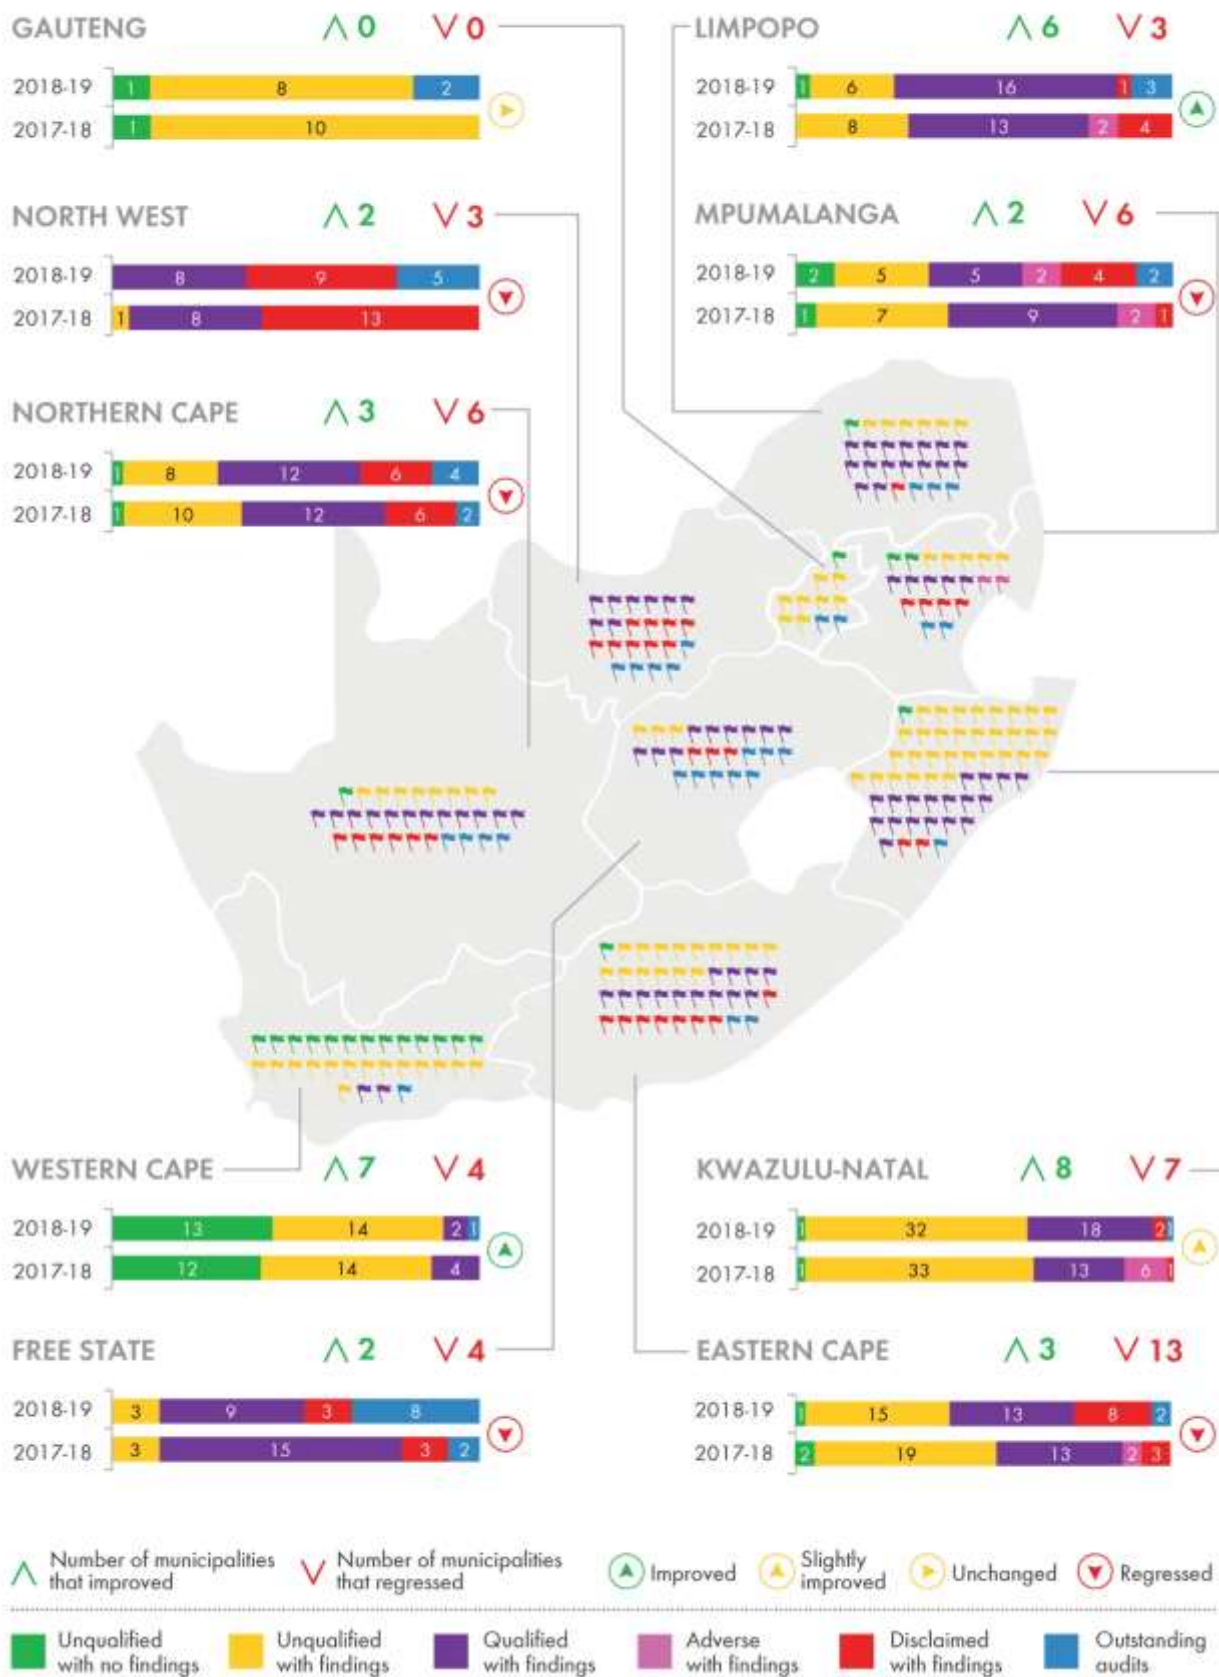 GAUTENG 0 0
2018-19 1 8 2
2017-18 1 10
LIMPOPO 6 3
2018-19 1 6 16 1 3
2017-18 8 13 2 4
NORTH WEST 2 3
2018-19 8 9 5
2017-18 1 8 13
MPUMALANGA 2 6
2018-19 2 5 5 2 4 2
2017-18 1 7 9 2 1
NORTHERN CAPE 3 6
2018-19 1 8 12 6 4
2017-18 1 10 12 6 2
WESTERN CAPE 7 4
2018-19 13 14 2 1
2017-18 12 14 4
KWAZULU-NATAL 8 7
2018-19 1 32 18 2 1
2017-18 1 33 13 6 1
FREE STATE 2 4
2018-19 3 9 3 8
2017-18 3 15 3 2
EASTERN CAPE 3 13
2018-19 1 15 13 8 2
2017-18 2 19 13 2 3
Number of municipalities
that improved
Number of municipalities
that regressed
Improved
Slightly
improved
Unchanged
Regressed
Unqualified
with no findings
Unqualified
with findings
Qualified
with findings
Adverse
with findings
Disclaimed
with findings
Outstanding
audits